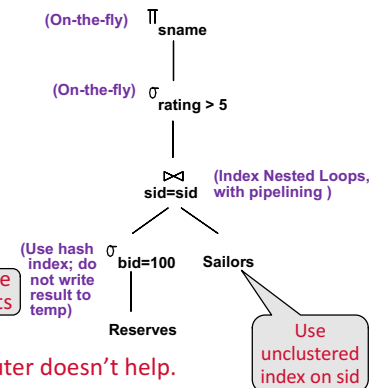 (On-the-fly) π sname
(On-the-fly) σ rating > 5
⋈ (Index Nested Loops,
sid=sid with pipelining )
(Use hash σ
index; do bid=100 Sailors
not write
result to
temp)
Reserves
Use
unclustered
index on sid
doesn't help.